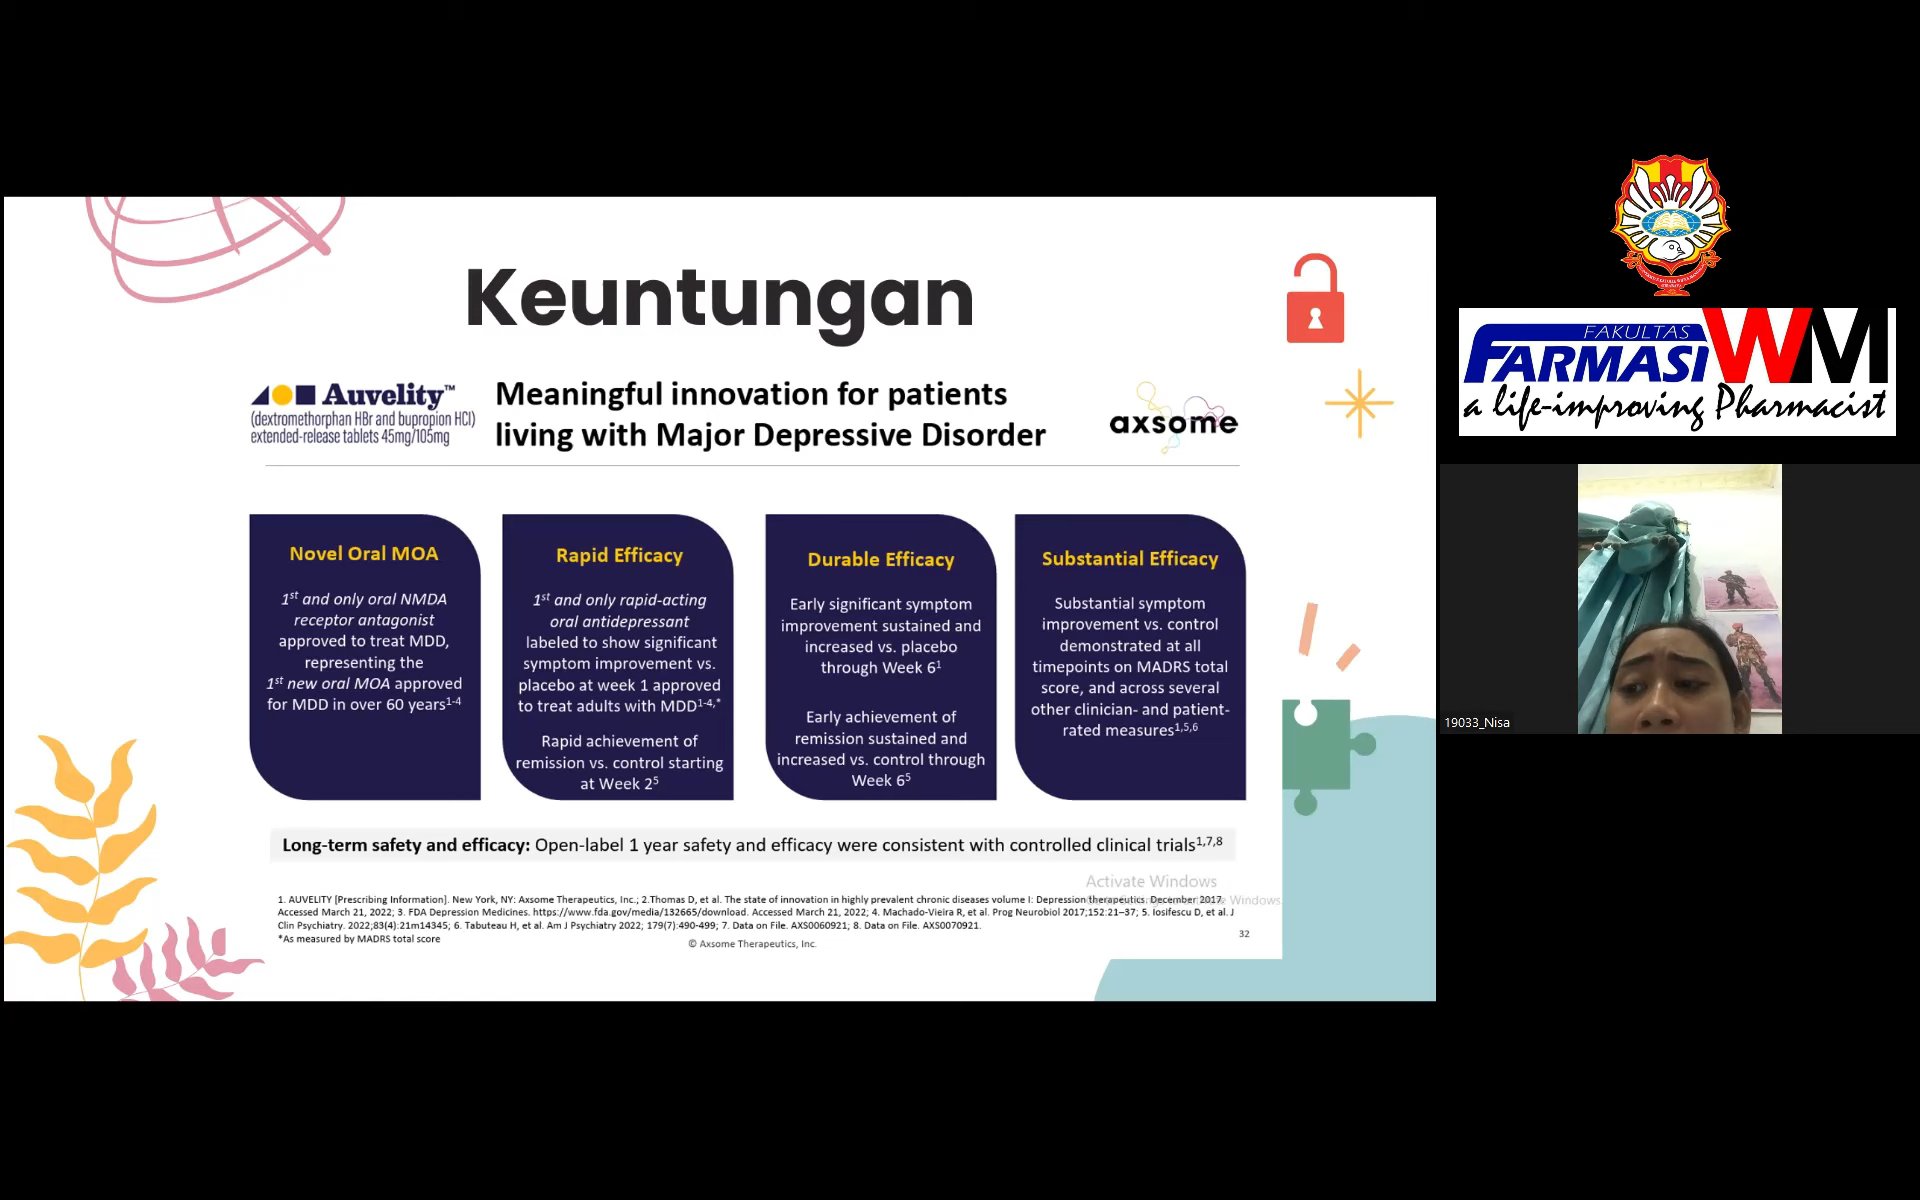 Keuntungan
Auvelity™
(dextromethorphan HBr and bupropion HCl)
extended-release tablets 45mg/105mg
Meaningful innovation for patients
living with Major Depressive Disorder
axsome
Novel Oral MOA
1st and only oral NMDA
receptor antagonist
approved to treat MDD,
representing the
1st new oral MOA approved
for MDD in over 60 years1-4
Rapid Efficacy
1st and only rapid-acting
oral antidepressant
labeled to show significant
symptom improvement vs.
placebo at week 1 approved
to treat adults with MDD1-4,*
Rapid achievement of
remission vs. control starting
at Week 25
Durable Efficacy
Early significant symptom
improvement sustained and
increased vs. placebo
through Week 61
Early achievement of
remission sustained and
increased vs. control through
Week 65
Substantial Efficacy
Substantial symptom
improvement vs. control
demonstrated at all
timepoints on MADRS total
score, and across several
other clinician- and patient-
rated measures1,5,6
Long-term safety and efficacy: Open-label 1 year safety and efficacy were consistent with controlled clinical trials1,7,8
Activate Windows
1. AUVELITY [Prescribing Information]. New York, NY: Axsome Therapeutics, Inc.; 2.Thomas D, et al. The state of innovation in highly prevalent chronic diseases volume I: Depression therapeutics. December 2017.
Accessed March 21, 2022; 3. FDA Depression Medicines. https://www.fda.gov/media/132665/download. Accessed March 21, 2022; 4. Machado-Vieira R, et al. Prog Neurobiol 2017;152:21–37; 5. Iosifescu D, et al. J
Clin Psychiatry. 2022;83(4):21m14345; 6. Tabuteau H, et al. Am J Psychiatry 2022; 179(7):490-499; 7. Data on File. AXS0060921; 8. Data on File. AXS0070921.
*As measured by MADRS total score
© Axsome Therapeutics, Inc.
32
FAKULTAS
FARMASI WM
a life-improving Pharmacist
19033_Nisa